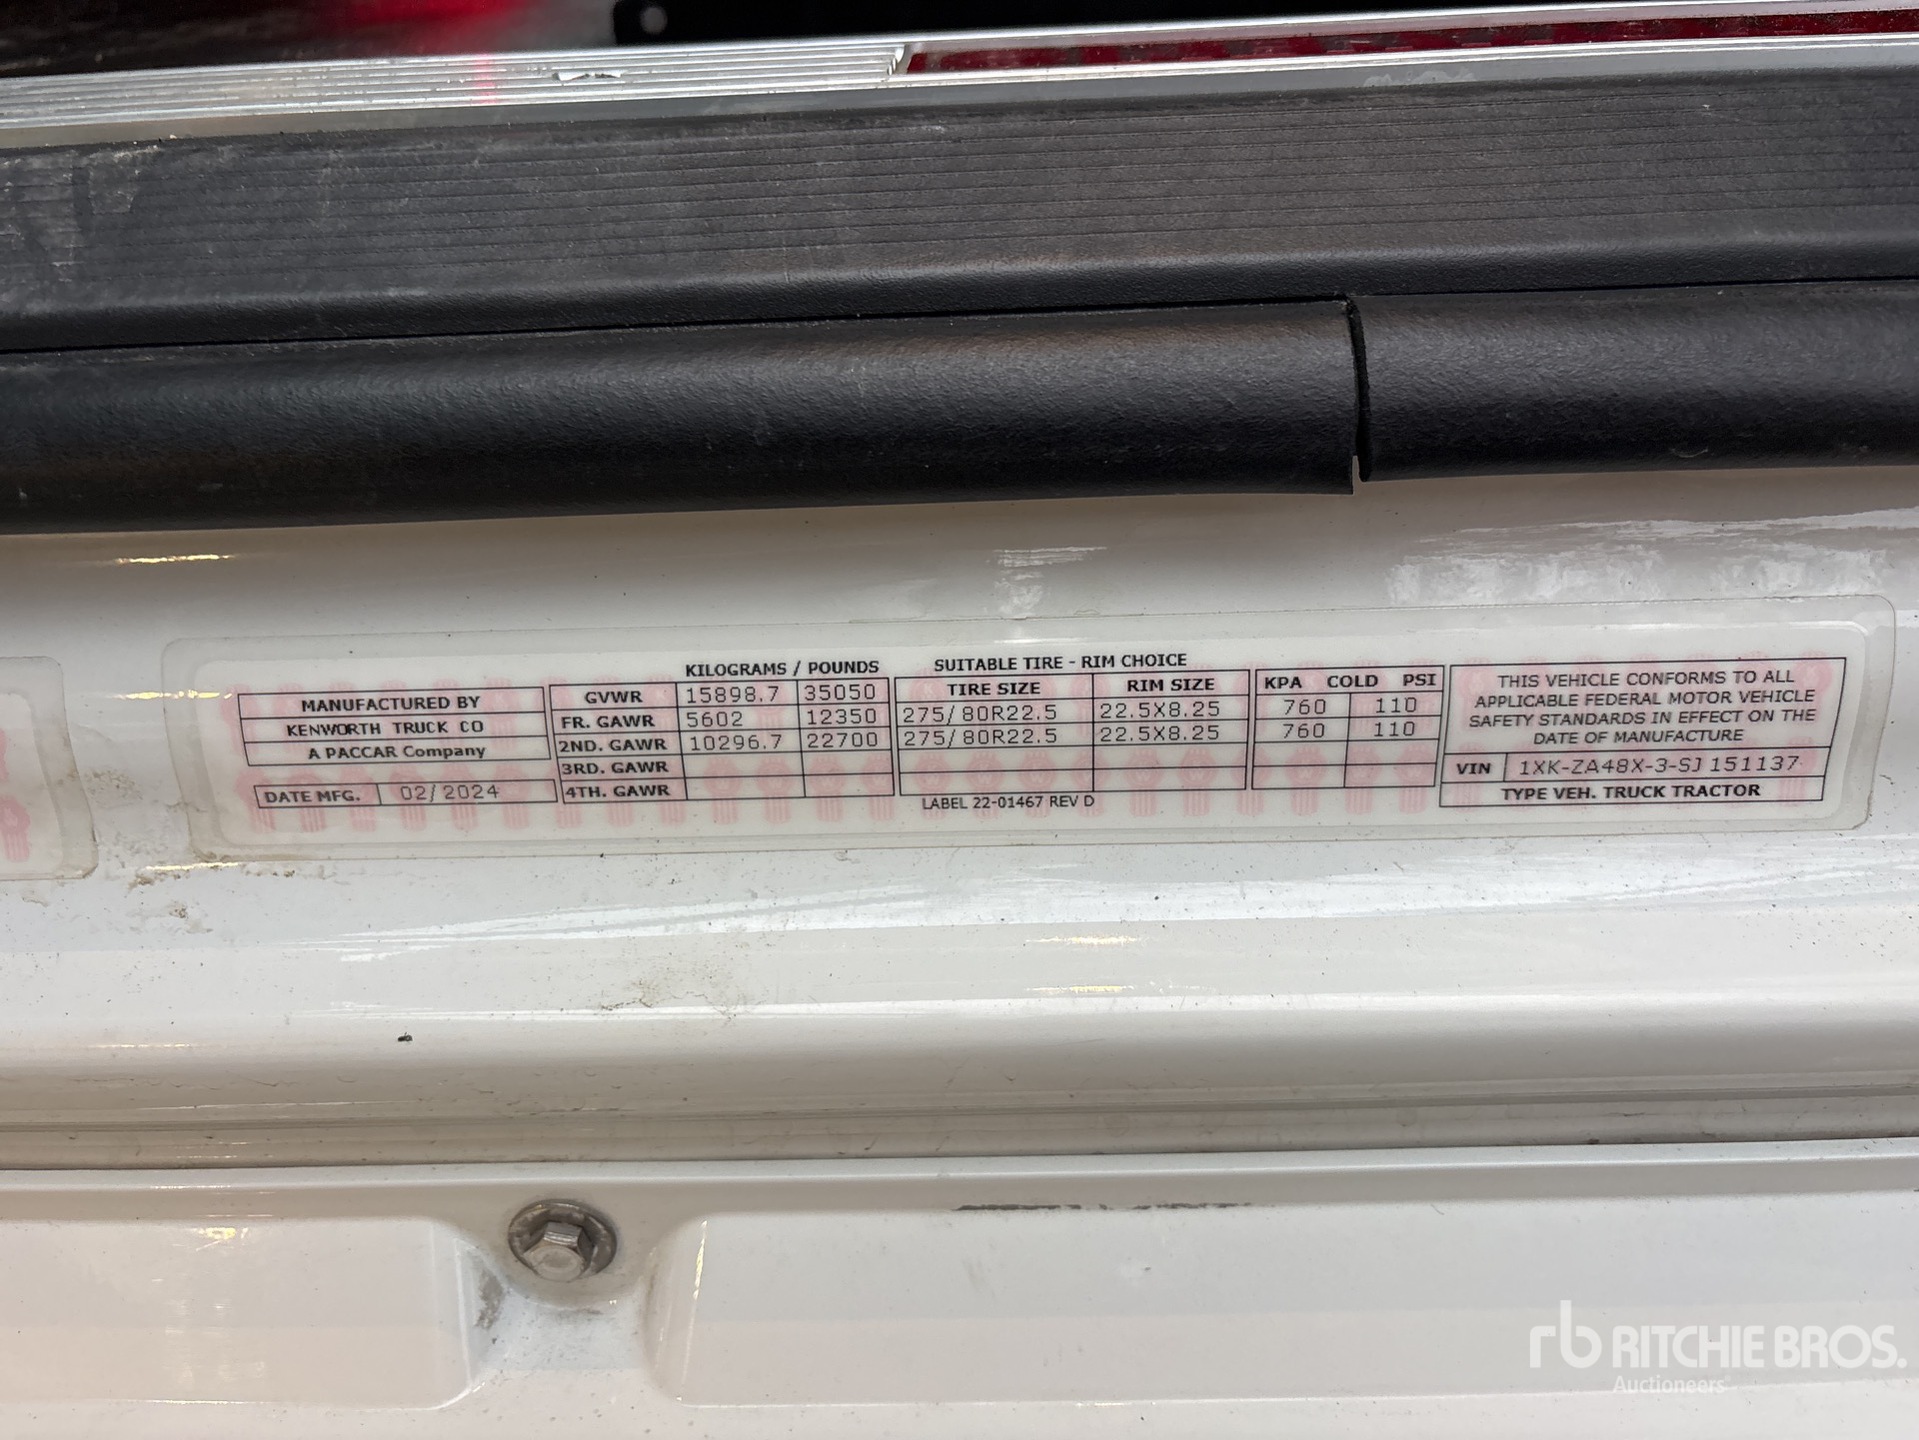 KILOGRAMS / POUNDS SUITABLE TIRE - RIM CHOICE
MANUFACTURED BY
KENWORTH TRUCK CO
A PACCAR Company
DATE MFG. 02/2024
GVWR 15898.7 35050
FR. GAWR 5602 12350
2ND. GAWR 10296.7 22700
3RD. GAWR
4TH. GAWR
TIRE SIZE RIM SIZE
275/80R22.5 22.5X8.25
275/80R22.5 22.5X8.25
LABEL 22-01467 REV D
KPA COLD PSI
760 110
760 110
THIS VEHICLE CONFORMS TO ALL
APPLICABLE FEDERAL MOTOR VEHICLE
SAFETY STANDARDS IN EFFECT ON THE
DATE OF MANUFACTURE
VIN 1XK-ZA48X-3-SJ151137
TYPE VEH. TRUCK TRACTOR
rb RITCHIE BROS.
Auctioneers